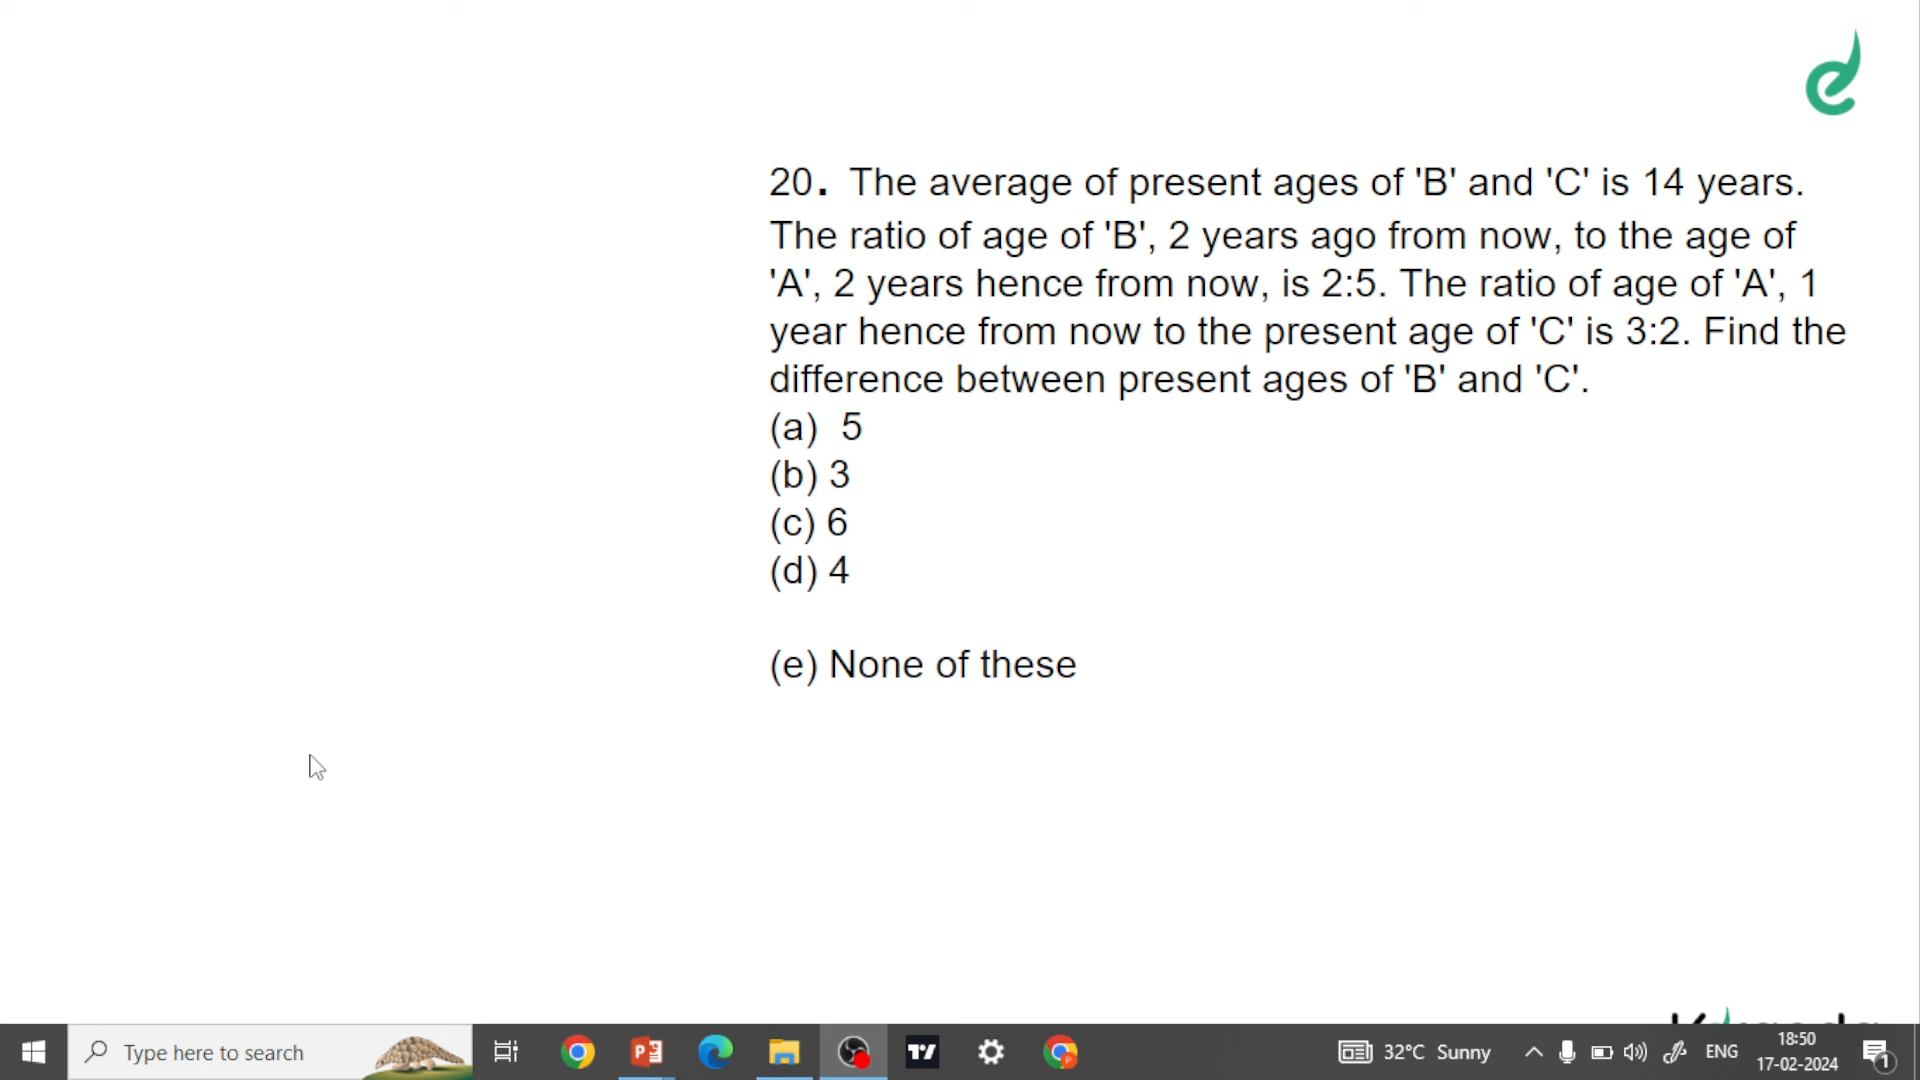 20. The average of present ages of 'B' and 'C' is 14 years.
The ratio of age of 'B', 2 years ago from now, to the age of
'A', 2 years hence from now, is 2:5. The ratio of age of 'A', 1
year hence from now to the present age of 'C' is 3:2. Find the
difference between present ages of 'B' and 'C'.
(a) 5
(b) 3
(c) 6
(d) 4
(e) None of these
Type here to search
32°C Sunny
ENG
18:50
17-02-2024
1